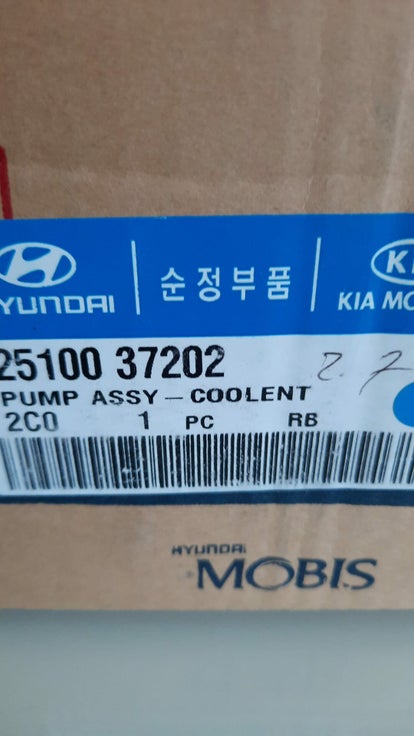 HYUNDAI
순정부품
KIA MO
25100 37202
2.7
PUMP ASSY-COOLENT
2C0 1 PC RB
HYUNDAI
MOBIS